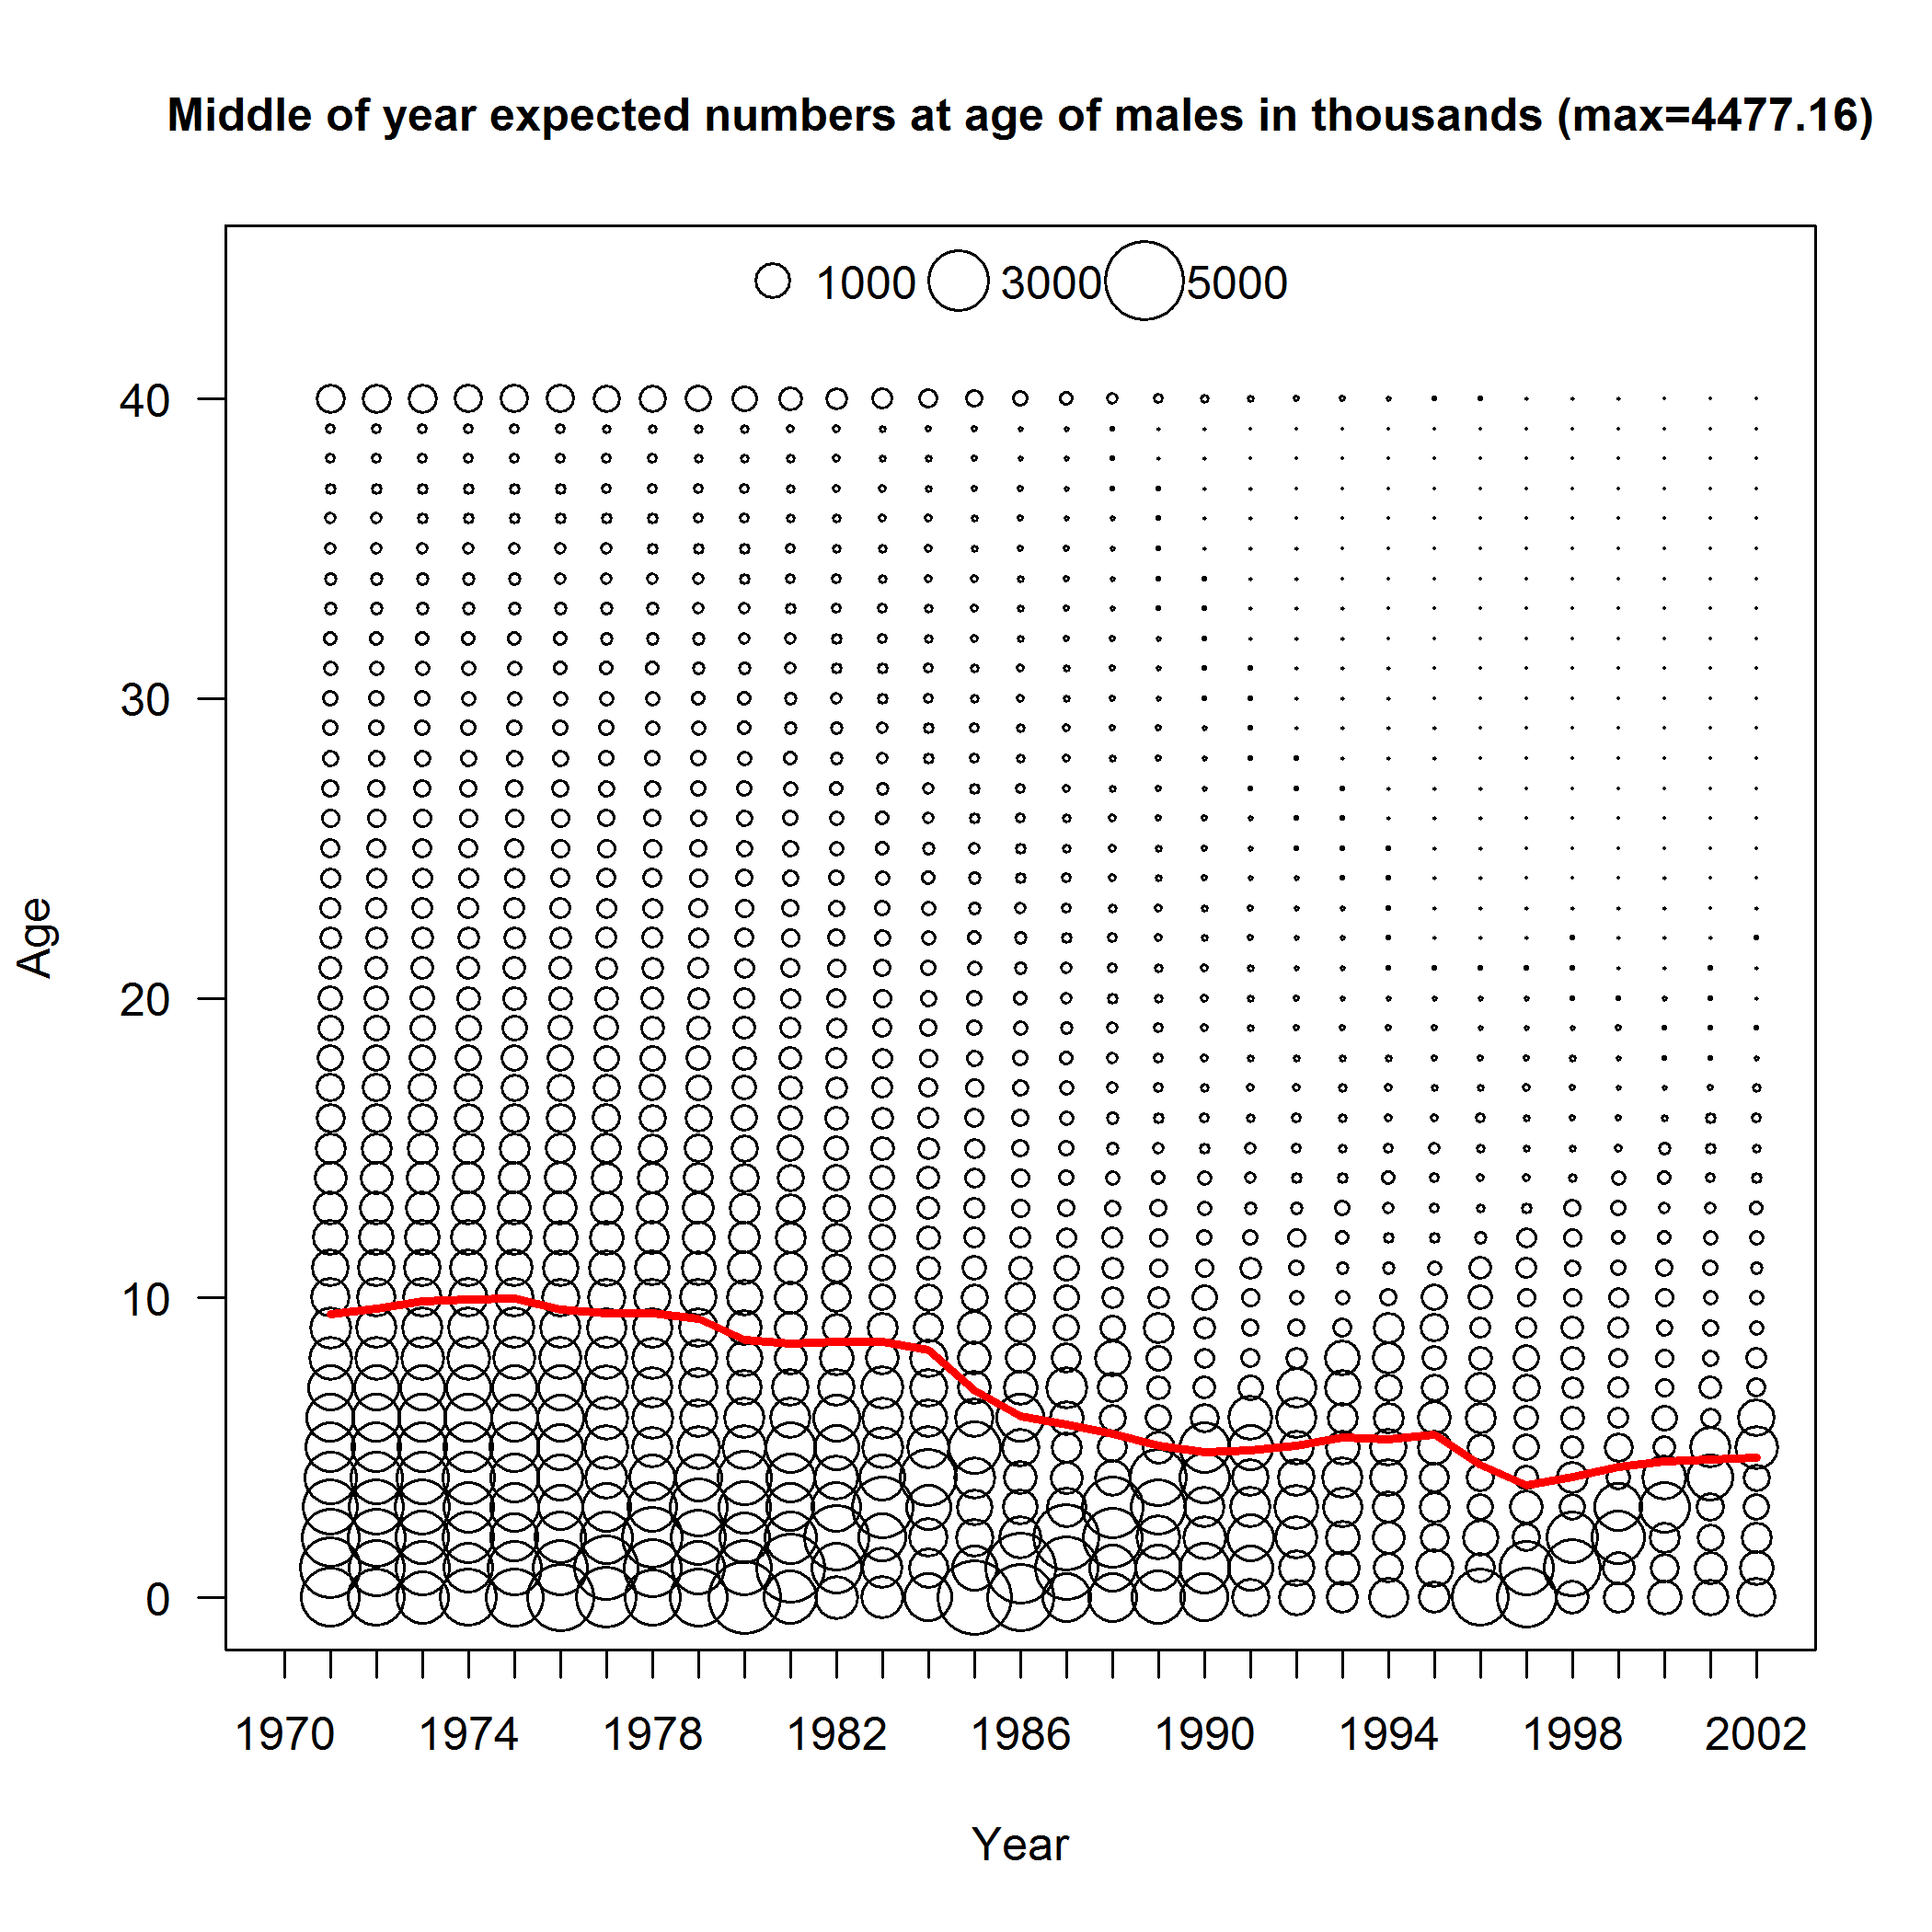 Middle of year expected numbers at age of males in thousands (max=4477.16)
1000 3000 5000
40
30
20
10
0
Age
1970 1974 1978 1982 1986 1990 1994 1998 2002
Year